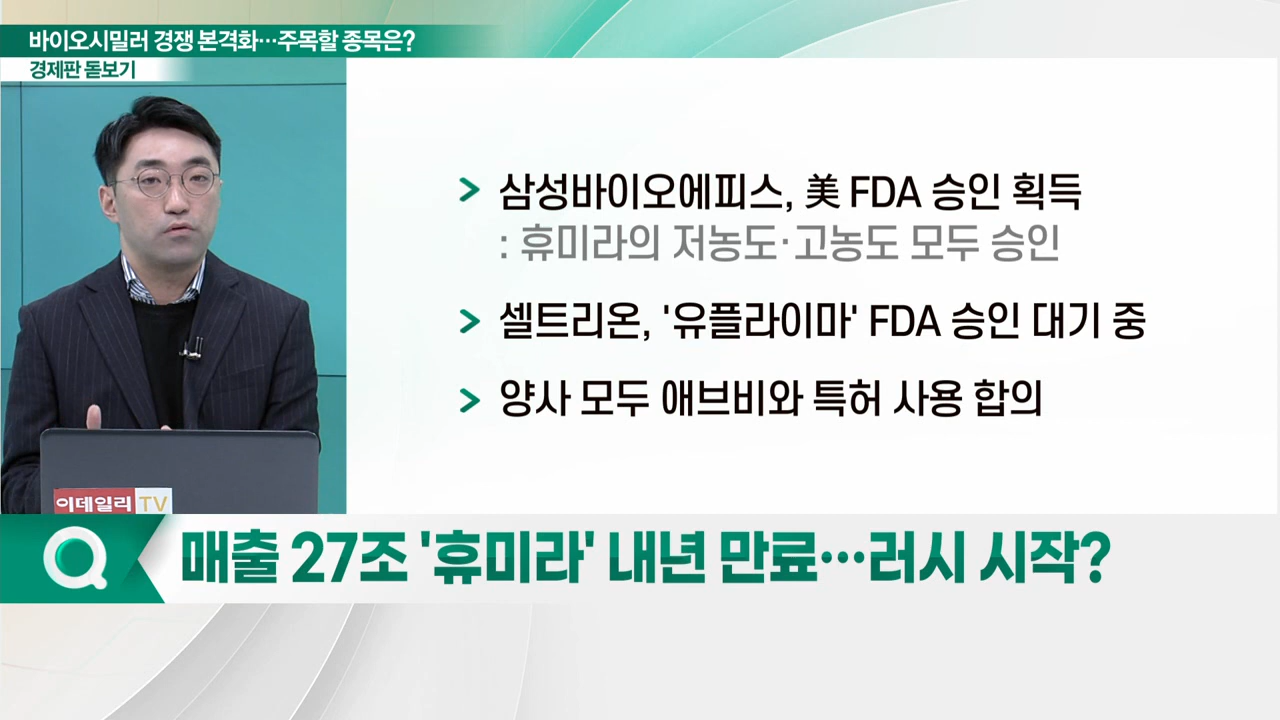 바이오시밀러 경쟁 본격화…주목할 종목은?
경제판 돋보기
> 삼성바이오에피스, 美 FDA 승인 획득
: 휴미라의 저농도·고농도 모두 승인
> 셀트리온, '유플라이마' FDA 승인 대기 중
> 양사 모두 애브비와 특허 사용 합의
이데일리 TV
Q 매출 27조 '휴미라' 내년 만료…러시 시작?